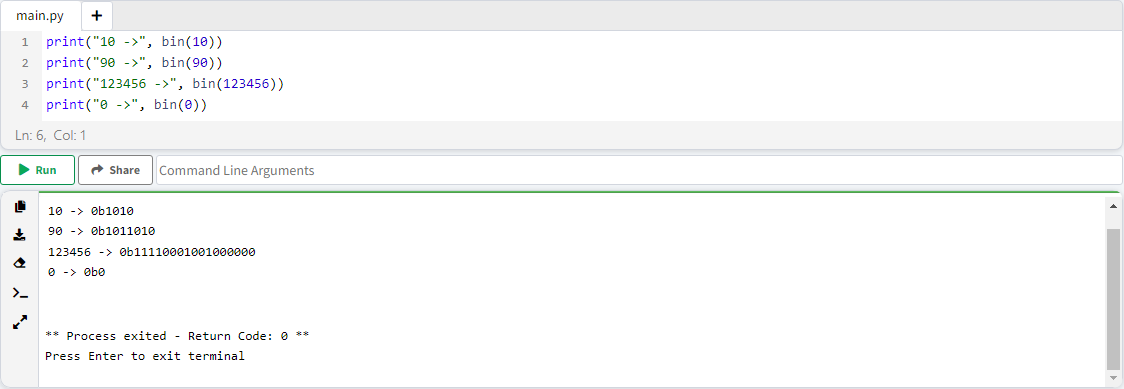 main.py +
1 print("10 ->", bin(10))
2 print("90 ->", bin(90))
3 print("123456 ->", bin(123456))
4 print("0 ->", bin(0))
Ln: 6, Col: 1
Run Share Command Line Arguments
10 -> 0b1010
90 -> 0b1011010
123456 -> 0b11110001001000000
0 -> 0b0
** Process exited - Return Code: 0 **
Press Enter to exit terminal